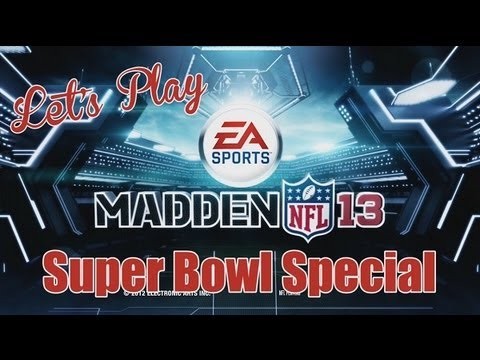 Let's Play
EA
SPORTS
MADDEN NFL 13
Super Bowl Special
© 2012 ELECTRONIC ARTS INC.